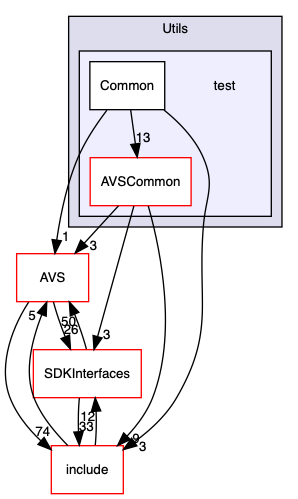 Utils
Common
test
13
AVSCommon
1
3
AVS
5
50
26
3
SDKInterfaces
12
33
74
9
3
include